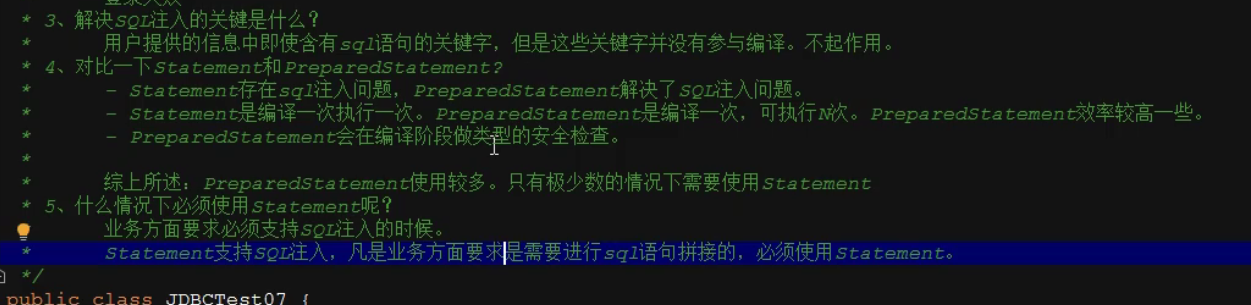 * 3、解决SQL注入的关键是什么？
* 用户提供的信息中即使含有sql语句的关键字，但是这些关键字并没有参与编译。不起作用。
* 4、对比一下Statement和PreparedStatement?
* - Statement存在sql注入问题，PreparedStatement解决了SQL注入问题。
* - Statement是编译一次执行一次。PreparedStatement是编译一次，可执行N次。PreparedStatement效率较高一些。
* - PreparedStatement会在编译阶段做类型的安全检查。
*
* 综上所述：PreparedStatement使用较多。只有极少数的情况下需要使用Statement
* 5、什么情况下必须使用Statement呢？
业务方面要求必须支持SQL注入的时候。
* Statement支持SQL注入，凡是业务方面要求是需要进行sql语句拼接的，必须使用Statement。
*/
public class JDBCTest07 {